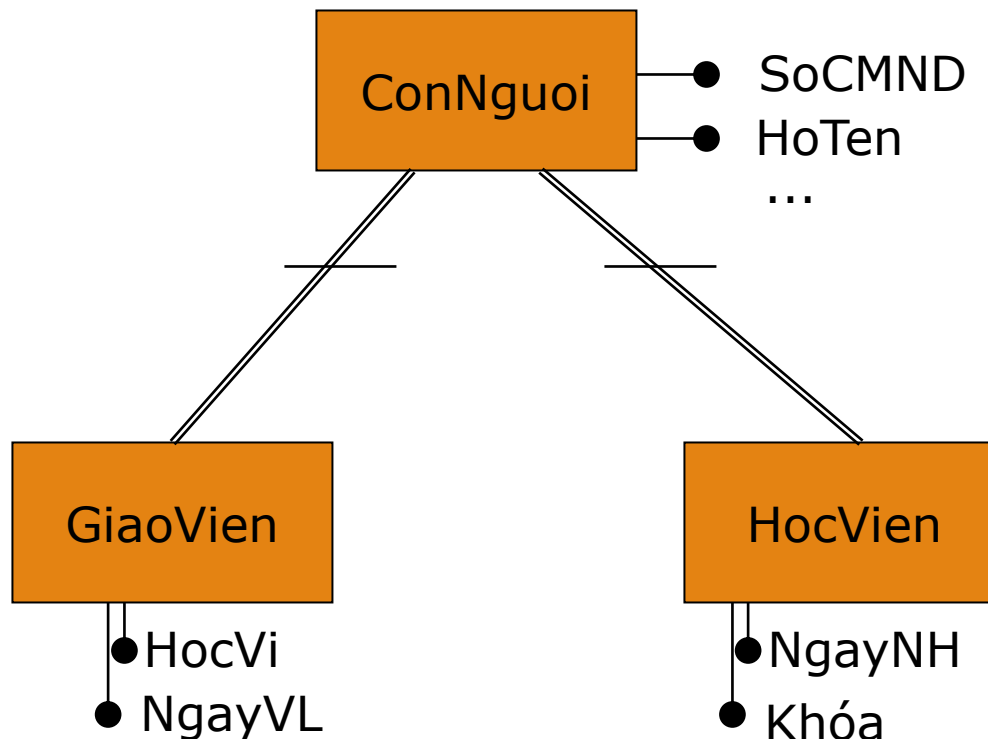 ConNguoi
SoCMND
HoTen
...
GiaoVien
HocVien
HocVi
NgayVL
NgayNH
Khóa